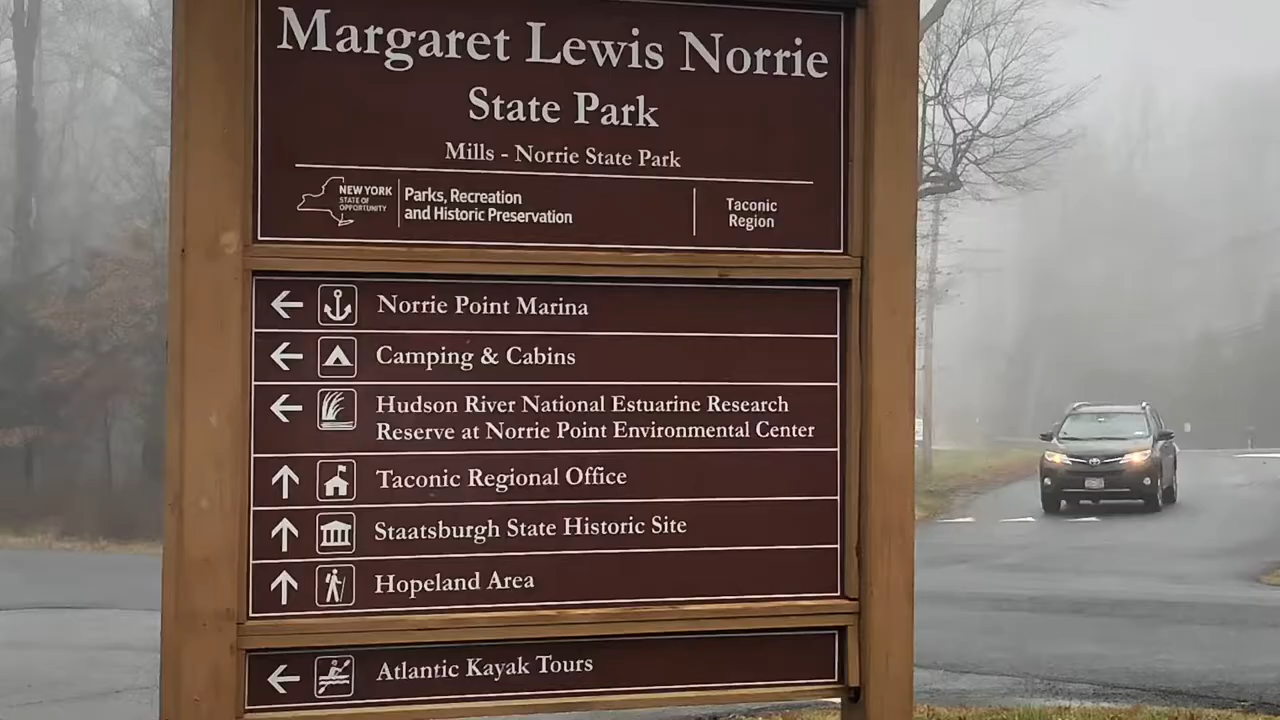 Margaret Lewis Norrie
State Park
Mills - Norrie State Park
NEW YORK
STATE OF
OPPORTUNITY
Parks, Recreation
and Historic Preservation
Taconic
Region
Norrie Point Marina
Camping & Cabins
Hudson River National Estuarine Research
Reserve at Norrie Point Environmental Center
Taconic Regional Office
Staatsburgh State Historic Site
Hopeland Area
Atlantic Kayak Tours